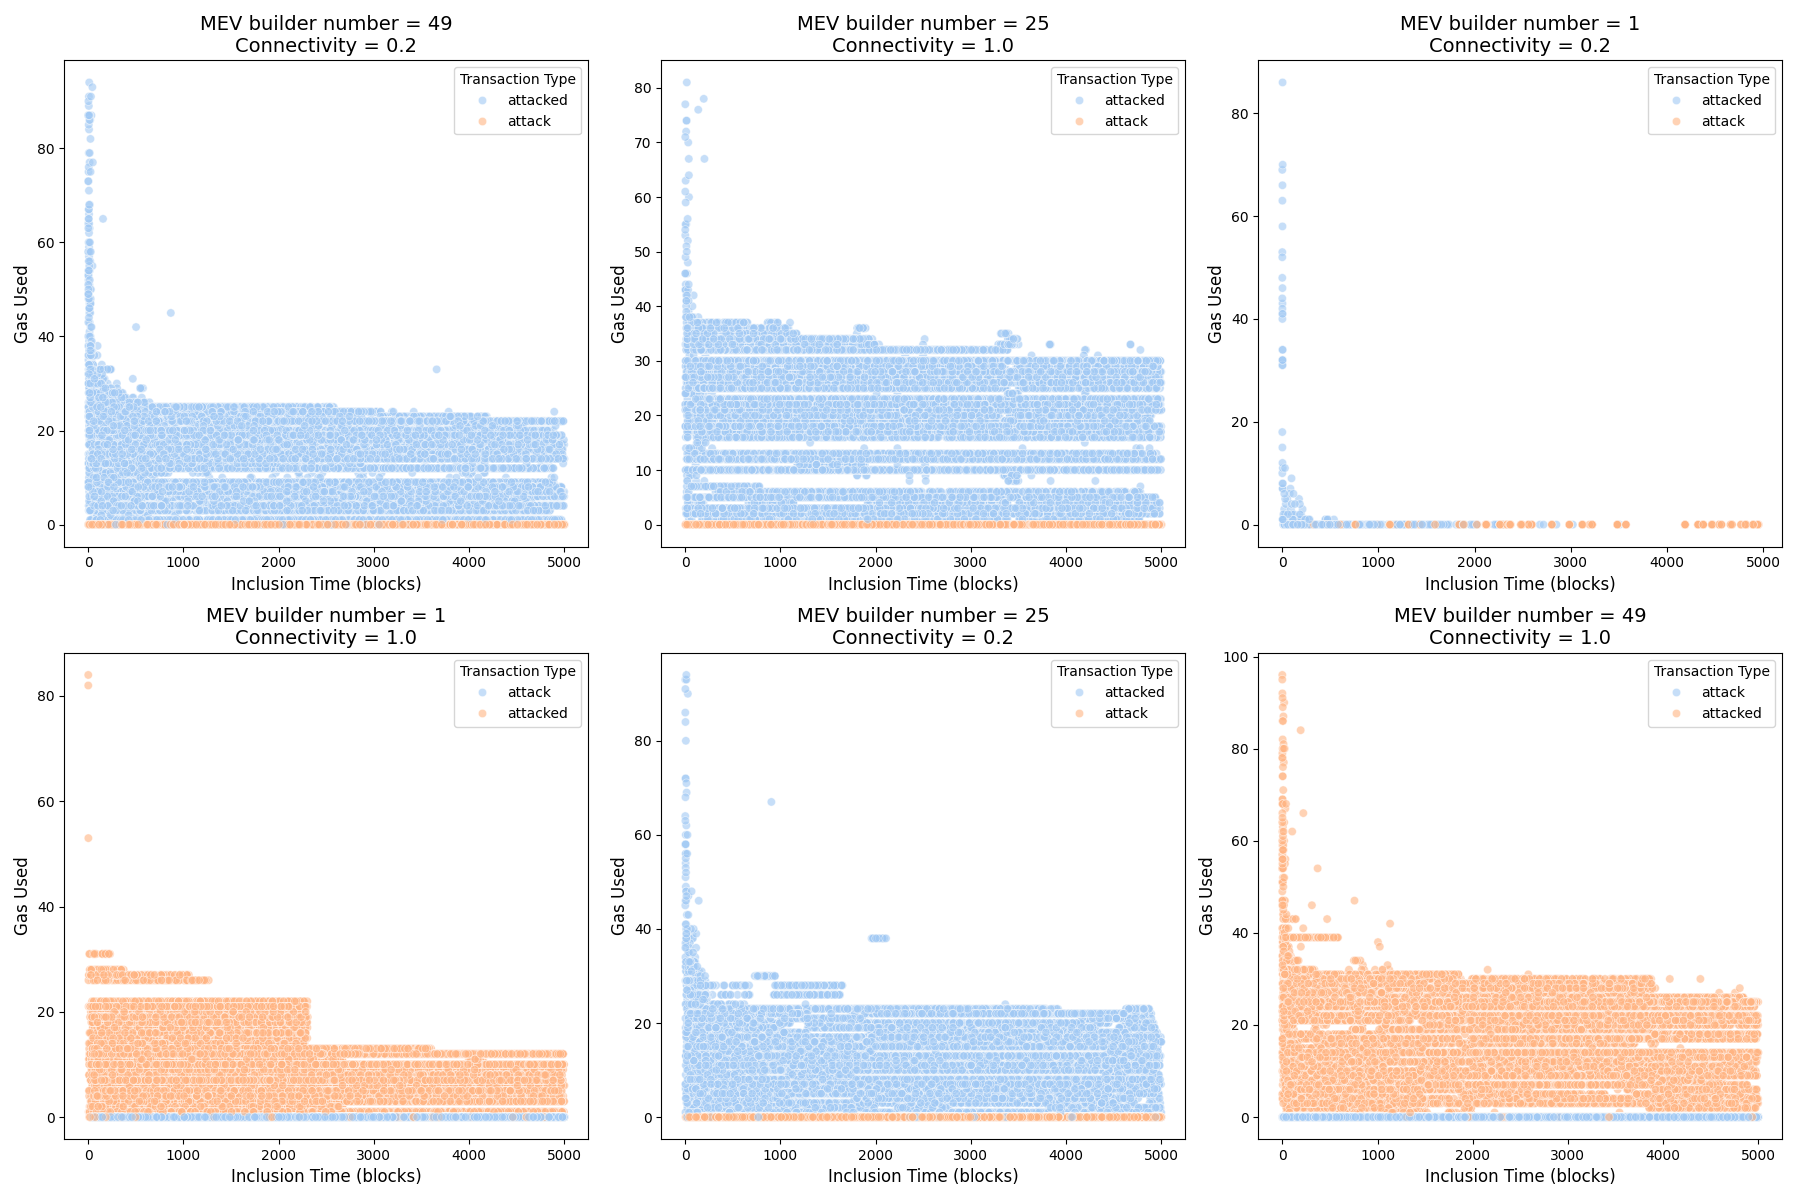 MEV builder number = 49
Connectivity = 0.2
Transaction Type
attacked
attack
80
60
40
20
0
Gas Used
0 1000 2000 3000 4000 5000
Inclusion Time (blocks)
MEV builder number = 25
Connectivity = 1.0
Transaction Type
attacked
attack
80
70
60
50
40
30
20
10
0
Gas Used
0 1000 2000 3000 4000 5000
Inclusion Time (blocks)
MEV builder number = 1
Connectivity = 0.2
Transaction Type
attacked
attack
80
60
40
20
0
Gas Used
0 1000 2000 3000 4000 5000
Inclusion Time (blocks)
MEV builder number = 1
Connectivity = 1.0
Transaction Type
attack
attacked
80
60
40
20
0
Gas Used
0 1000 2000 3000 4000 5000
Inclusion Time (blocks)
MEV builder number = 25
Connectivity = 0.2
Transaction Type
attacked
attack
80
60
40
20
0
Gas Used
0 1000 2000 3000 4000 5000
Inclusion Time (blocks)
MEV builder number = 49
Connectivity = 1.0
Transaction Type
attack
attacked
100
80
60
40
20
0
Gas Used
0 1000 2000 3000 4000 5000
Inclusion Time (blocks)